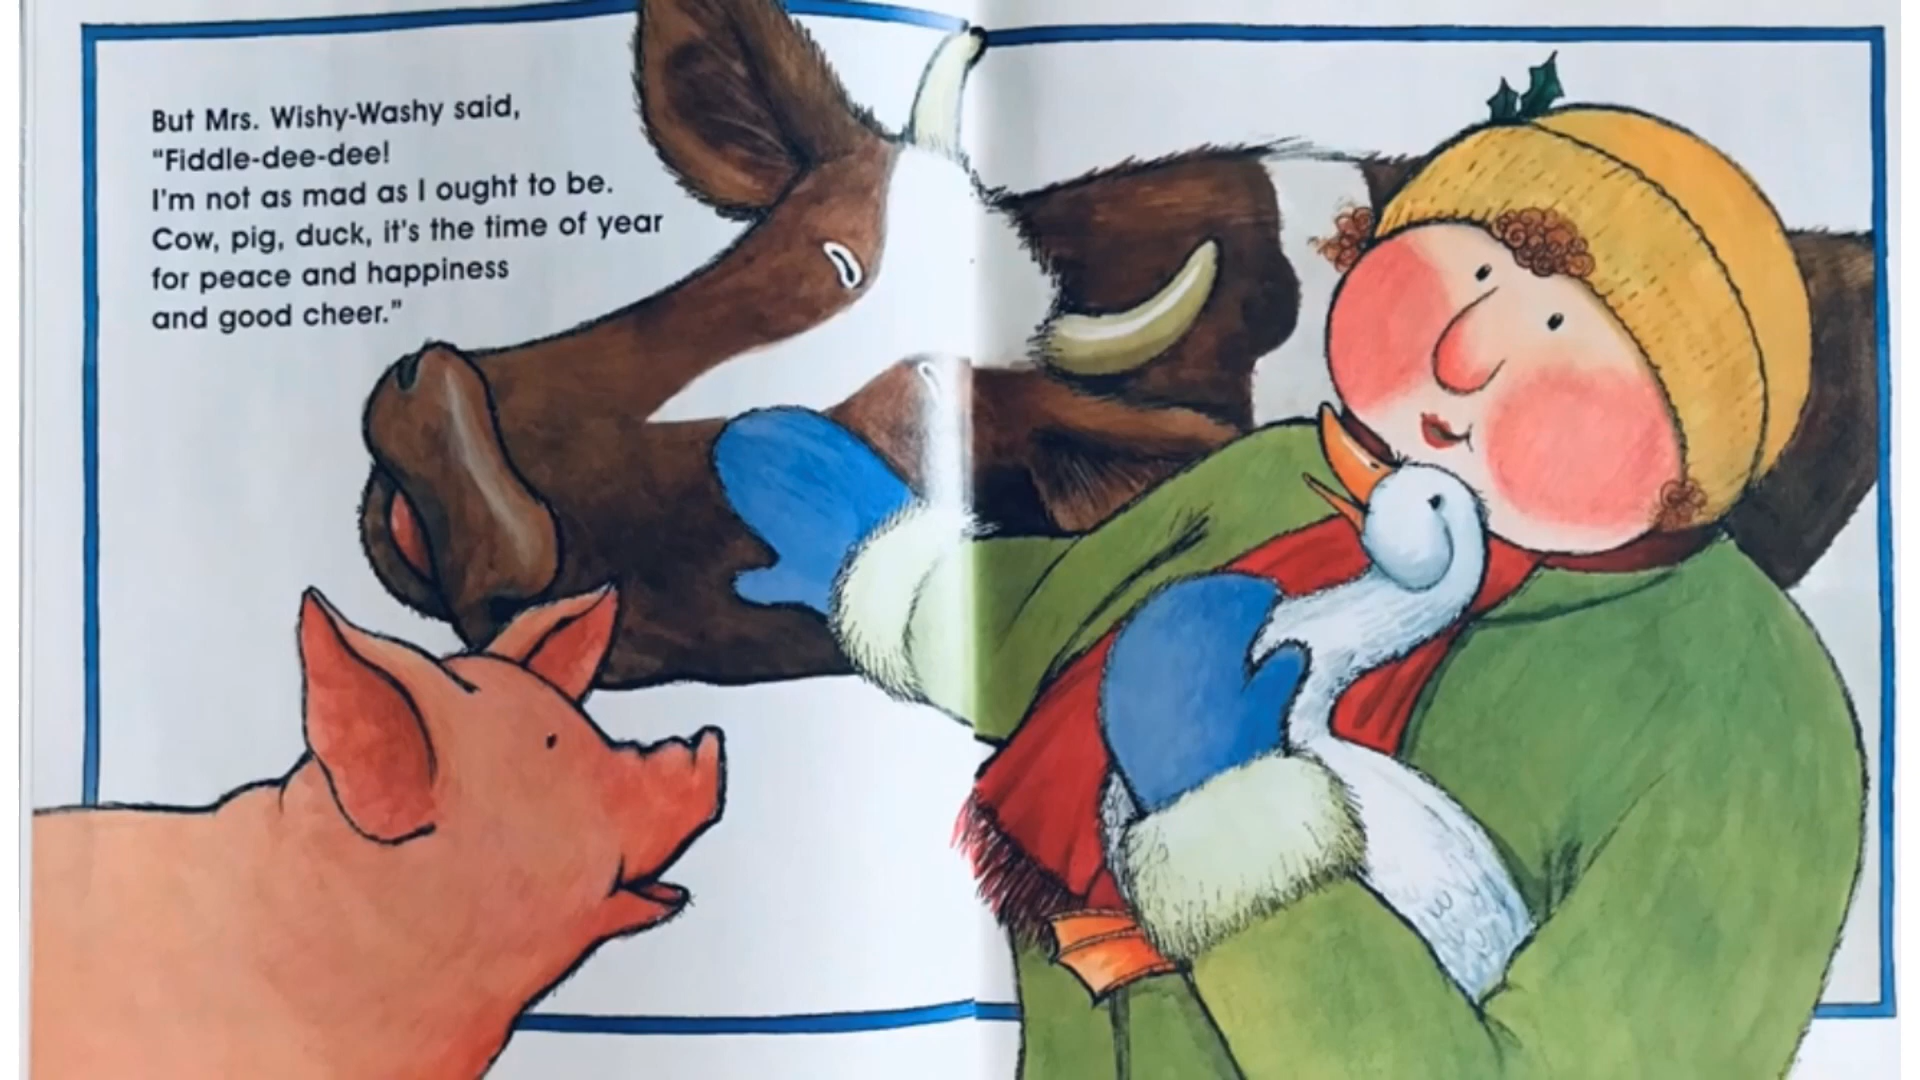 But Mrs. Wishy-Washy said,
"Fiddle-dee-dee!
I'm not as mad as I ought to be.
Cow, pig, duck, it's the time of year
for peace and happiness
and good cheer."